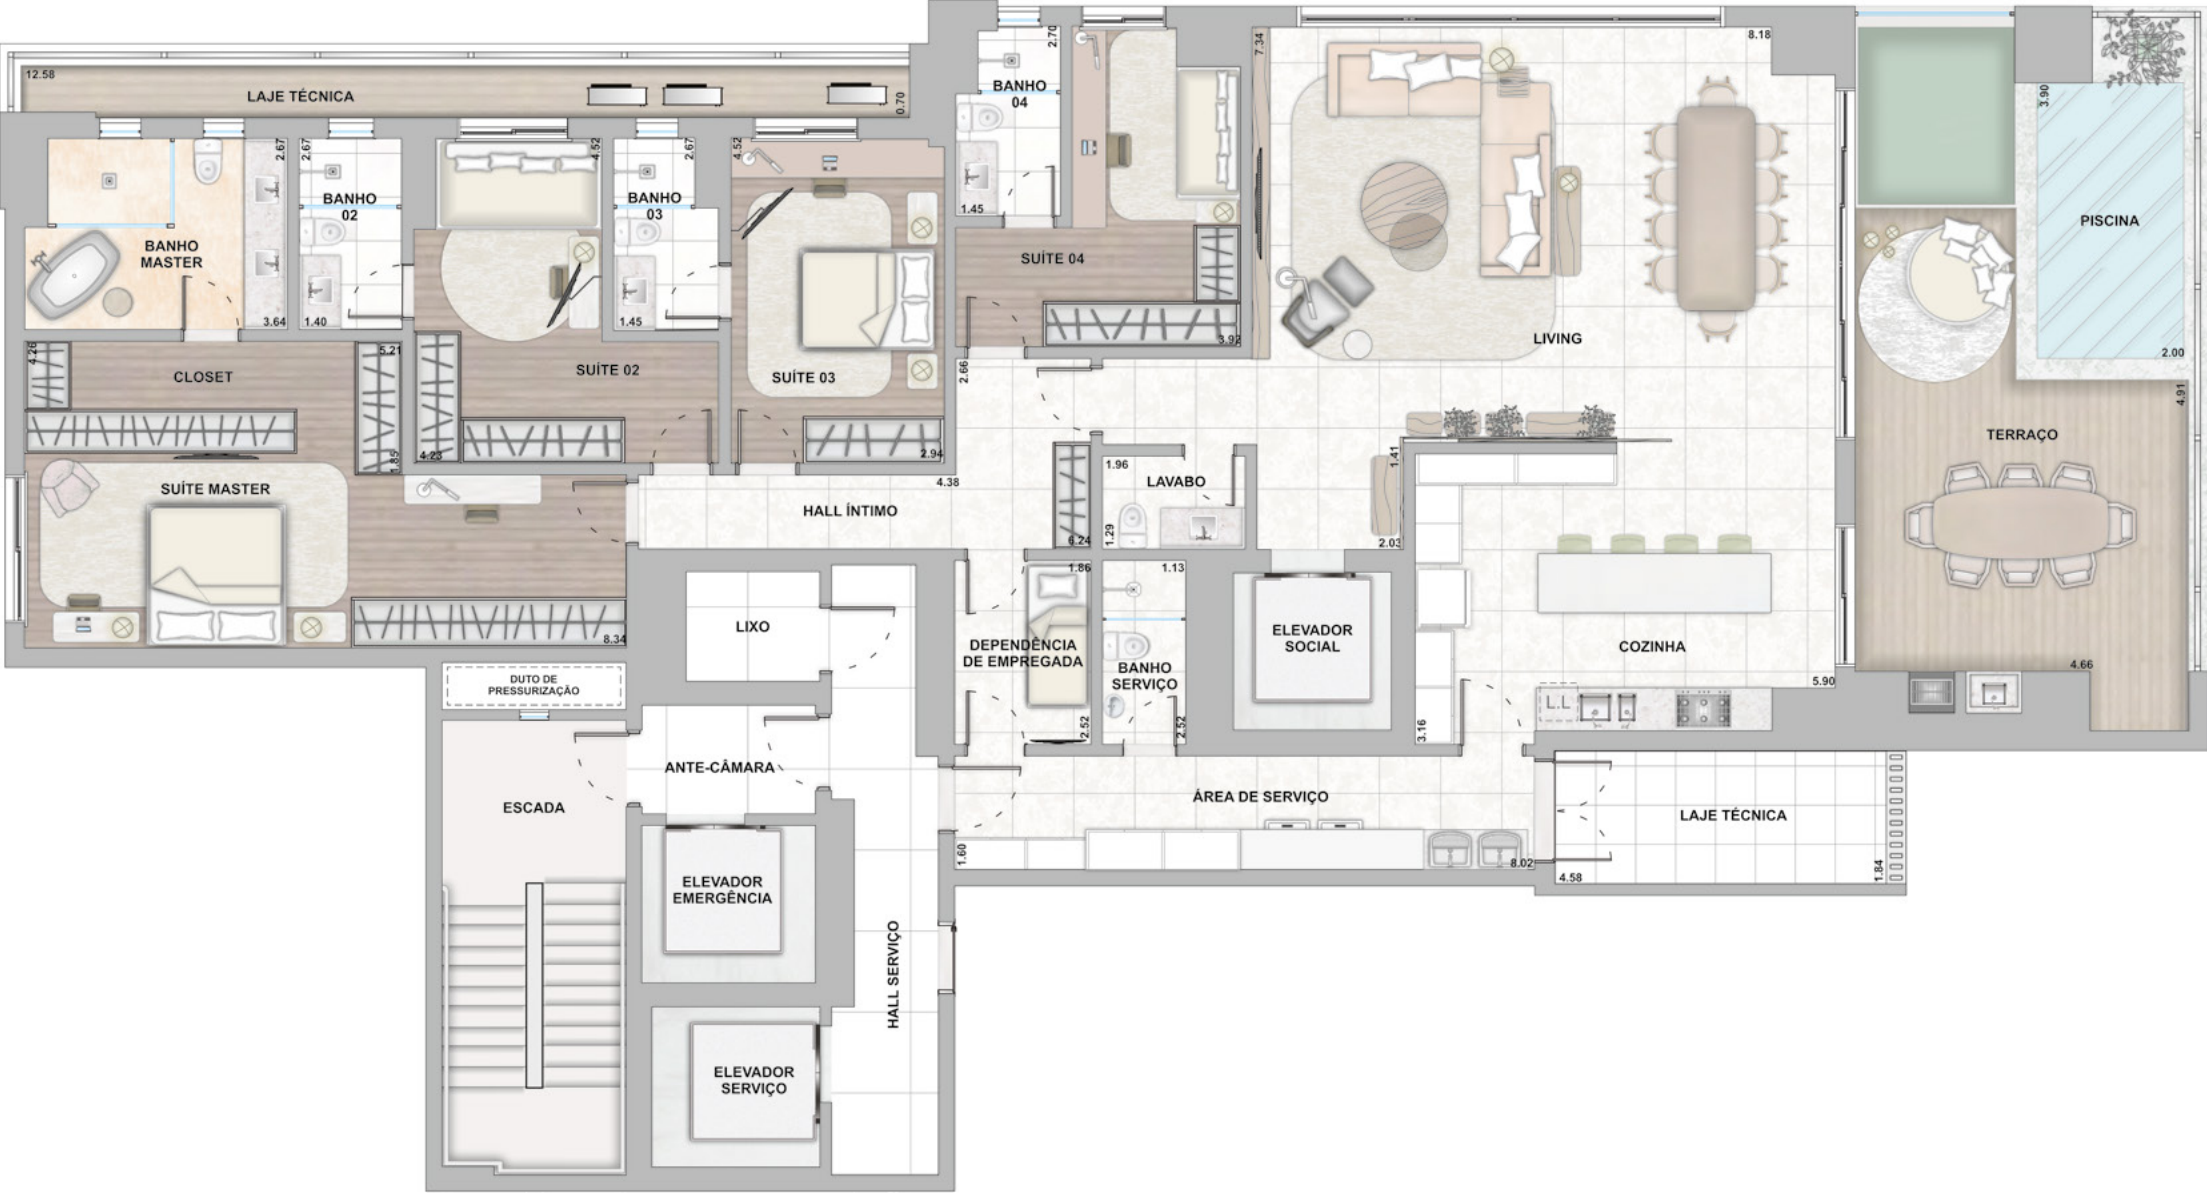 12.58
LAJE TÉCNICA
0.70
2.70
BANHO
04
1.45
SUÍTE 04
3.92
7.34
8.18
LIVING
3.90
PISCINA
2.00
4.91
TERRAÇO
4.66
2.67
BANHO
MASTER
3.64
2.67
BANHO
02
1.40
4.52
SUÍTE 02
4.23
2.67
BANHO
03
1.45
4.52
SUÍTE 03
2.94
4.26
CLOSET
5.21
1.85
SUÍTE MASTER
8.34
2.66
4.38
HALL ÍNTIMO
6.24
1.96
LAVABO
1.29
1.41
2.03
COZINHA
5.90
3.16
L.L
LIXO
1.86
DEPENDÊNCIA
DE EMPREGADA
2.52
1.13
BANHO
SERVIÇO
2.52
ELEVADOR
SOCIAL
DUTO DE
PRESSURIZAÇÃO
ANTE-CÂMARA
ESCADA
ÁREA DE SERVIÇO
1.60
8.02
LAJE TÉCNICA
4.58
1.84
ELEVADOR
EMERGÊNCIA
HALL SERVIÇO
ELEVADOR
SERVIÇO